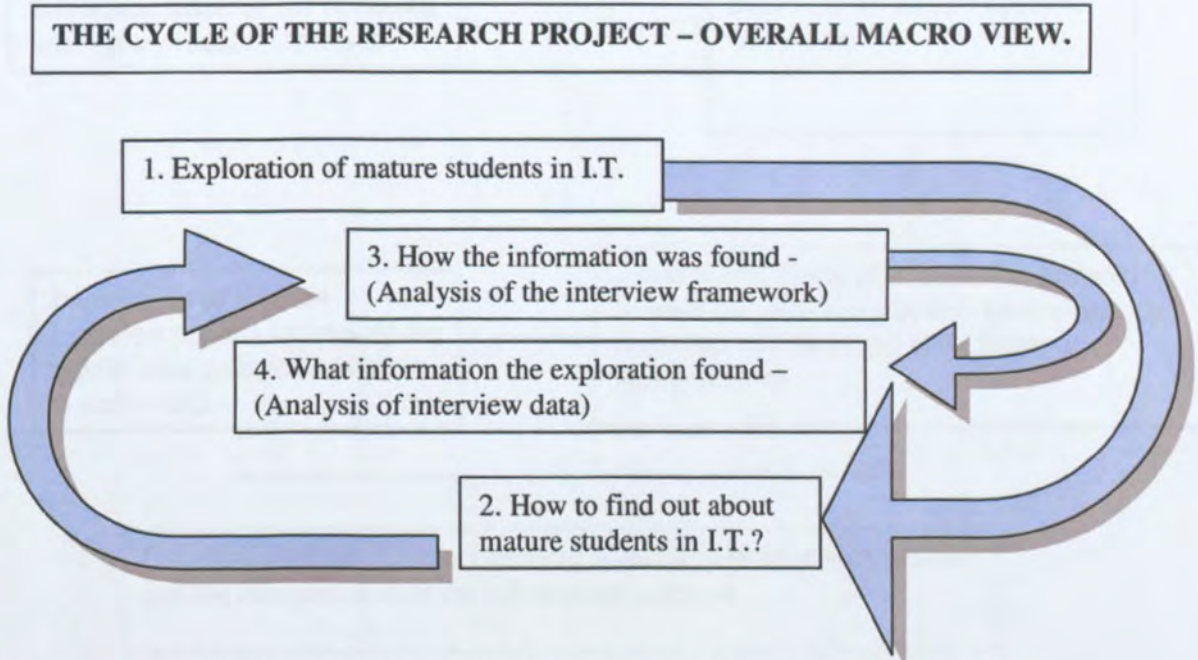 THE CYCLE OF THE RESEARCH PROJECT – OVERALL MACRO VIEW.
1. Exploration of mature students in I.T.
3. How the information was found -
(Analysis of the interview framework)
4. What information the exploration found –
(Analysis of interview data)
2. How to find out about
mature students in I.T.?